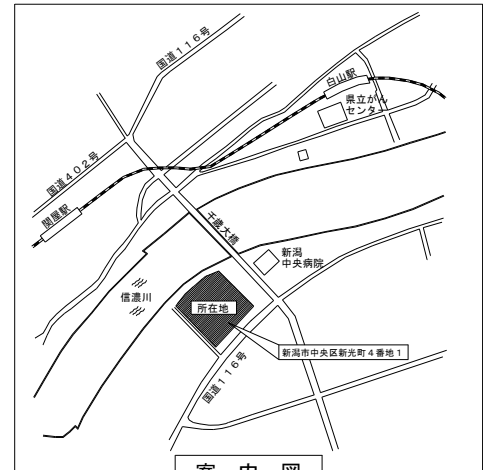 国道116号
白山駅
県立がん
センター
国道402号
関屋駅
千歳大橋
新潟
中央病院
信濃川
所在地
新潟市中央区新光町4番地1
国道116号
案内図